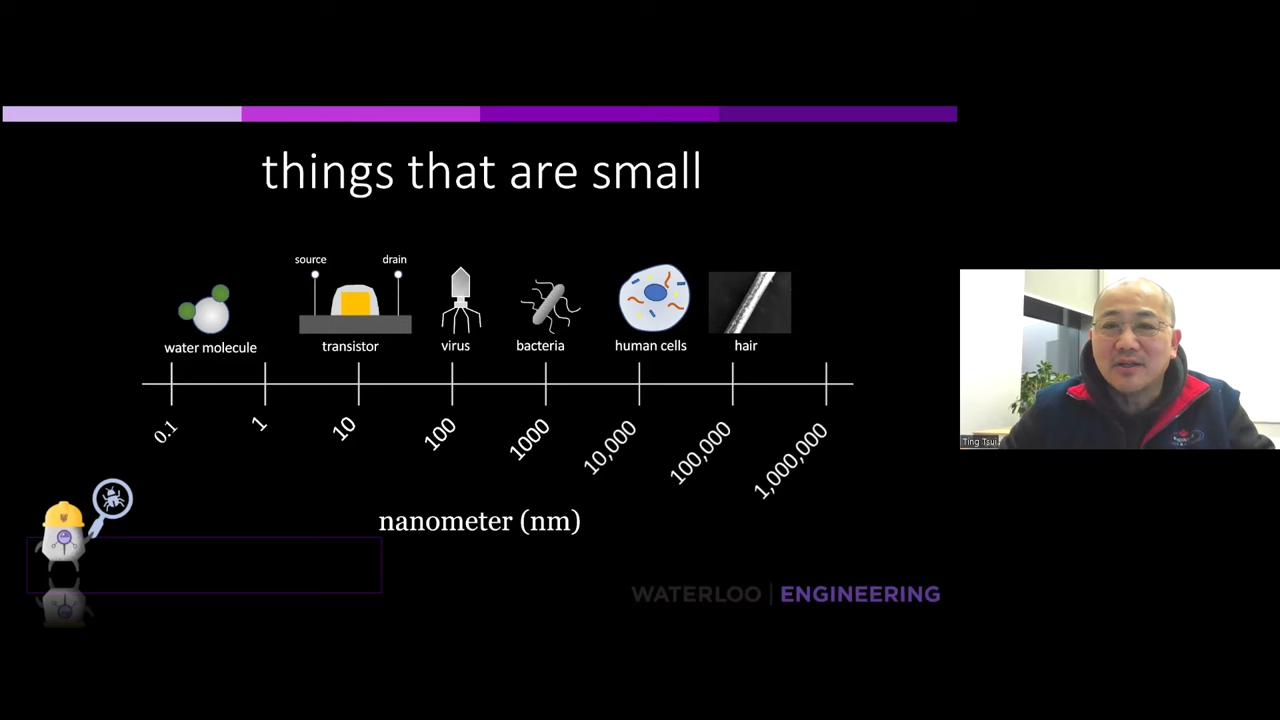 things that are small
source
drain
water molecule
transistor
virus
bacteria
human cells
hair
0.1
1
10
100
1000
10,000
100,000
1,000,000
nanometer (nm)
WATERLOO | ENGINEERING
Ting Tsui